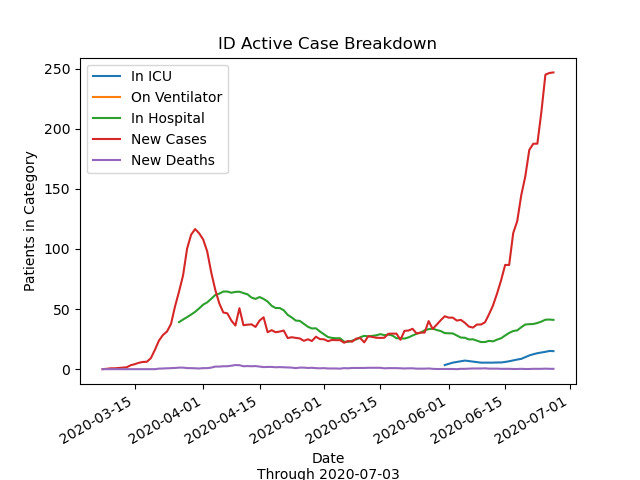 ID Active Case Breakdown
In ICU
On Ventilator
In Hospital
New Cases
New Deaths
Patients in Category
250
200
150
100
50
0
2020-03-15
2020-04-01
2020-04-15
2020-05-01
2020-05-15
2020-06-01
2020-06-15
2020-07-01
Date
Through 2020-07-03